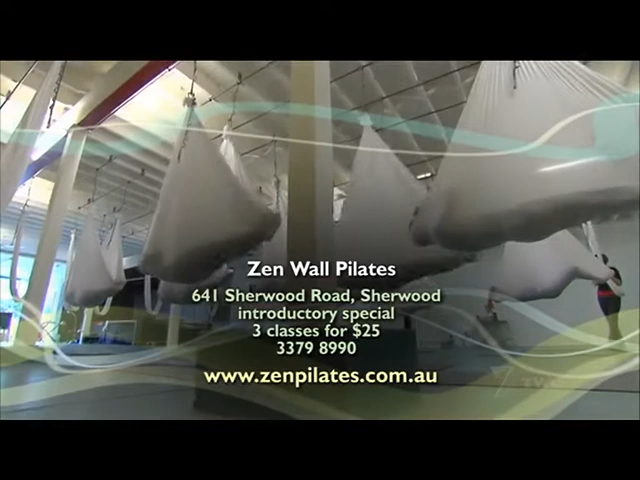 Zen Wall Pilates
641 Sherwood Road, Sherwood
introductory special
3 classes for $25
3379 8990
www.zenpilates.com.au